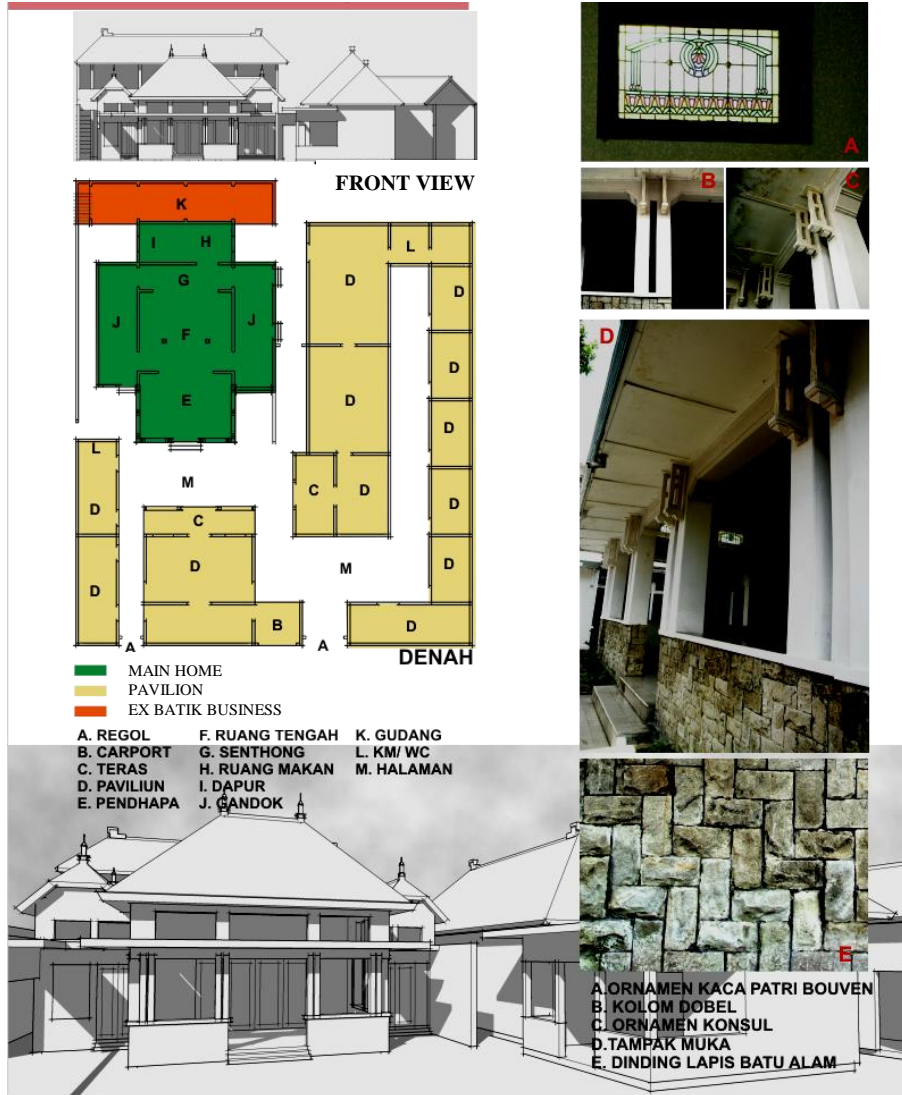 FRONT VIEW
K
I H
G
J J
F
E
L
D
D
M
C
D
B
A
A
D
L
D
C D
M
D
D
D
D
D
D
DENAH
MAIN HOME
PAVILION
EX BATIK BUSINESS
A. REGOL
B. CARPORT
C. TERAS
D. PAVILIUN
E. PENDHAPA
F. RUANG TENGAH
G. SENTHONG
H. RUANG MAKAN
I. DAPUR
J. GANDOK
K. GUDANG
L. KM/ WC
M. HALAMAN
A
B
C
D
E
A.ORNAMEN KACA PATRI BOUVEN
B. KOLOM DOBEL
C. ORNAMEN KONSUL
D.TAMPAK MUKA
E. DINDING LAPIS BATU ALAM